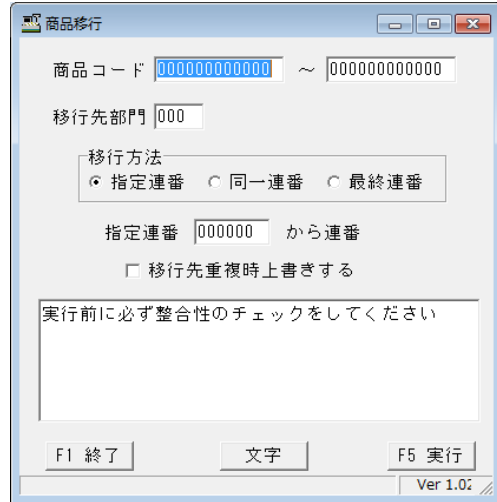 商品移行
商品コード 000000000000 ～ 000000000000
移行先部門 000
移行方法
指定連番 同一連番 最終連番
指定連番 000000 から連番
移行先重複時上書きする
実行前に必ず整合性のチェックをしてください
F1 終了 文字 F5 実行
Ver 1.02